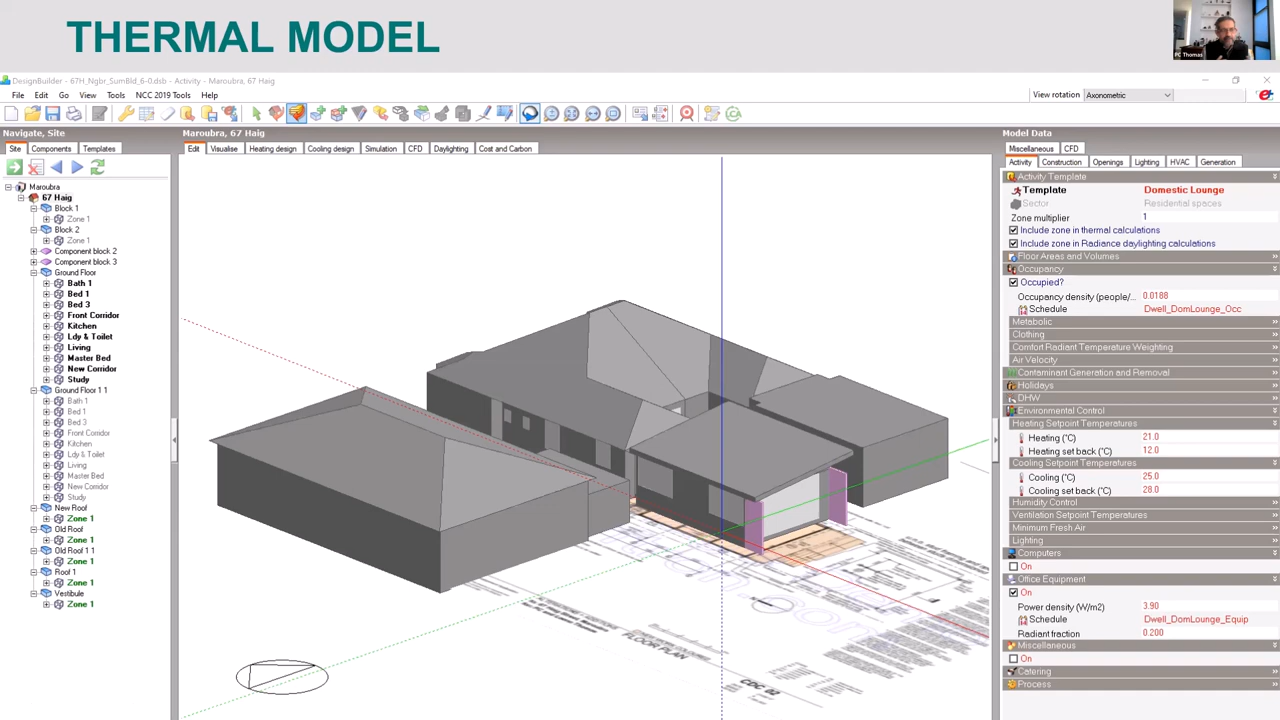 THERMAL MODEL
PC Thomas
DesignBuilder - 67H_Ngbr_SumBld_6-0.dsb - Activity - Maroubra, 67 Haig
File Edit Go View Tools NCC 2019 Tools Help
View rotation Axonometric
Navigate, Site
Site Components Templates
Maroubra
67 Haig
Block 1
Zone 1
Block 2
Zone 1
Component block 2
Component block 3
Ground Floor
Bath 1
Bed 1
Bed 3
Front Corridor
Kitchen
Ldy & Toilet
Living
Master Bed
New Corridor
Study
Ground Floor 1 1
Bath 1
Bed 1
Bed 3
Front Corridor
Kitchen
Ldy & Toilet
Living
Master Bed
New Corridor
Study
New Roof
Zone 1
Old Roof
Zone 1
Old Roof 1 1
Zone 1
Roof 1
Zone 1
Vestibule
Zone 1
Maroubra, 67 Haig
Edit Visualise Heating design Cooling design Simulation CFD Daylighting Cost and Carbon
FLOOR PLAN
Model Data
Miscellaneous CFD
Activity Construction Openings Lighting HVAC Generation
Activity Template
Template Domestic Lounge
Sector Residential spaces
Zone multiplier 1
Include zone in thermal calculations
Include zone in Radiance daylighting calculations
Floor Areas and Volumes
Occupancy
Occupied?
Occupancy density (people/... 0.0188
Schedule Dwell_DomLounge_Occ
Metabolic
Clothing
Comfort Radiant Temperature Weighting
Air Velocity
Contaminant Generation and Removal
Holidays
DHW
Environmental Control
Heating Setpoint Temperatures
Heating (°C) 21.0
Heating set back (°C) 12.0
Cooling Setpoint Temperatures
Cooling (°C) 25.0
Cooling set back (°C) 28.0
Humidity Control
Ventilation Setpoint Temperatures
Minimum Fresh Air
Lighting
Computers
On
Office Equipment
On
Power density (W/m2) 3.90
Schedule Dwell_DomLounge_Equip
Radiant fraction 0.200
Miscellaneous
On
Catering
Process